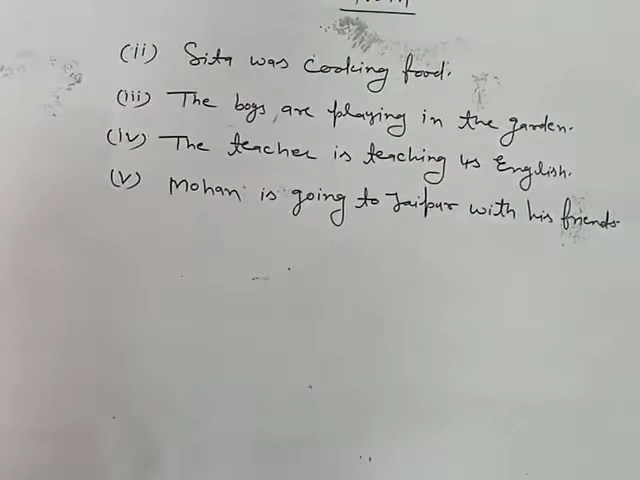 (ii) Sita was cooking food.
(iii) The boys are playing in the garden.
(iv) The teacher is teaching us English.
(v) Mohan is going to Jaipur with his friends